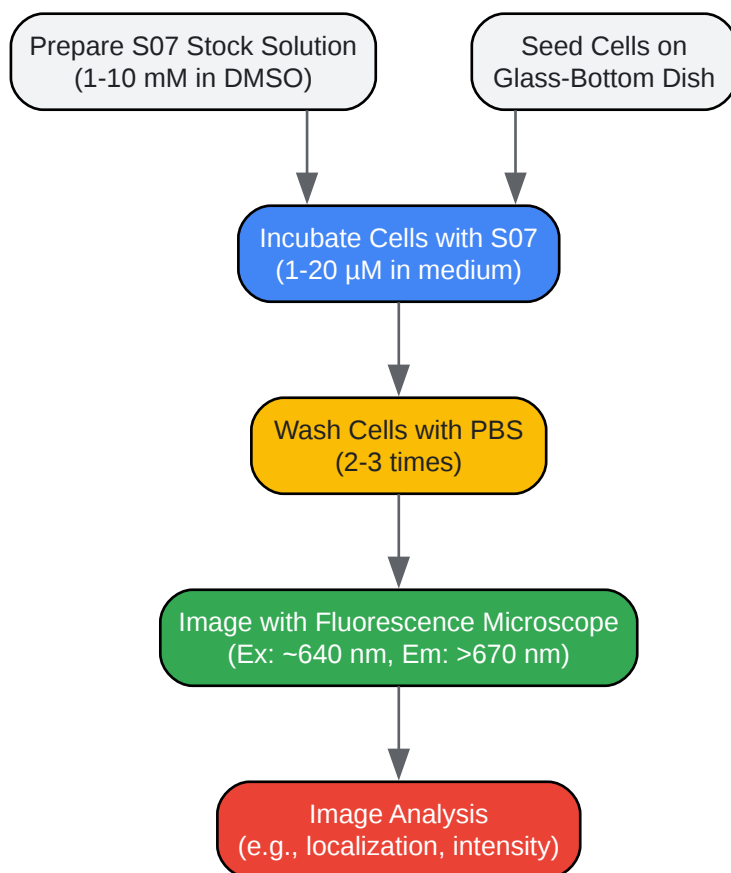 Prepare S07 Stock Solution
(1-10 mM in DMSO)
Seed Cells on
Glass-Bottom Dish
Incubate Cells with S07
(1-20 µM in medium)
Wash Cells with PBS
(2-3 times)
Image with Fluorescence Microscope
(Ex: ~640 nm, Em: >670 nm)
Image Analysis
(e.g., localization, intensity)